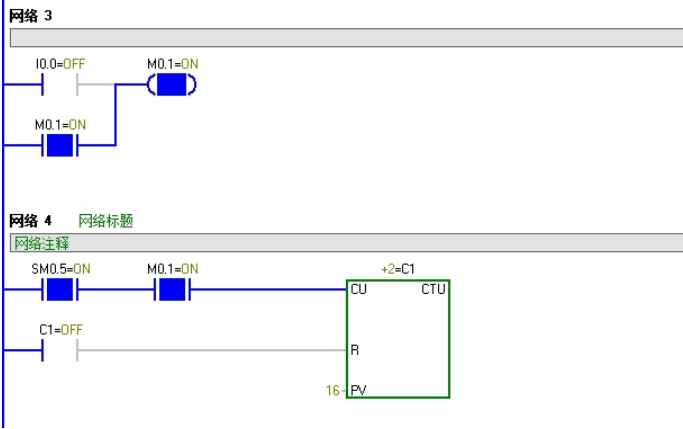 网络 3
I0.0=OFF M0.1=ON
M0.1=ON
网络 4 网络标题
网络注释
SM0.5=ON M0.1=ON +2=C1
CU CTU
C1=OFF
R
16 PV